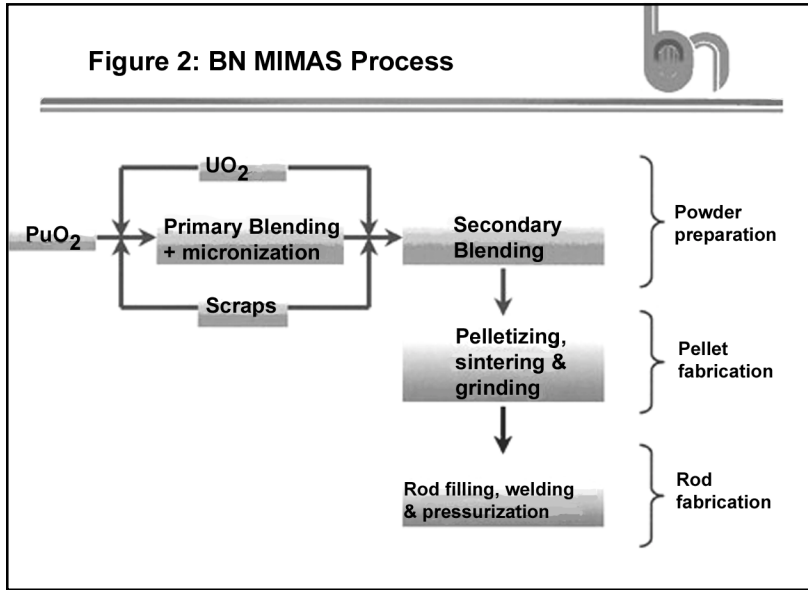 Figure 2: BN MIMAS Process
bn
UO2
PuO2
Primary Blending
+ micronization
Scraps
Secondary
Blending
Powder
preparation
Pelletizing,
sintering &
grinding
Pellet
fabrication
Rod filling, welding
& pressurization
Rod
fabrication